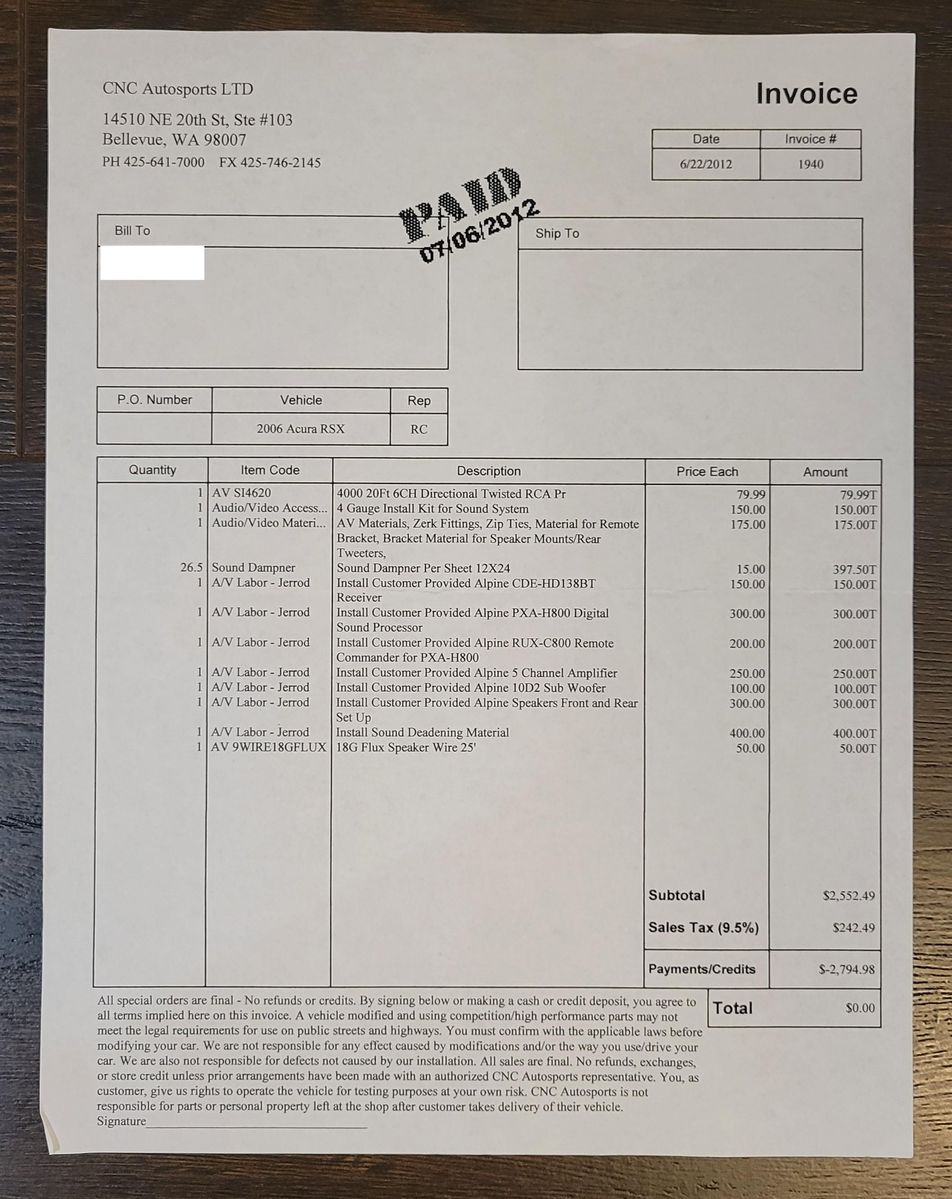 CNC Autosports LTD
Invoice
14510 NE 20th St, Ste #103
Bellevue, WA 98007
PH 425-641-7000 FX 425-746-2145
Date Invoice #
6/22/2012 1940
PAID
07/06/2012
Bill To
Ship To
P.O. Number Vehicle Rep
2006 Acura RSX RC
Quantity Item Code Description Price Each Amount
1 AV SI4620 4000 20Ft 6CH Directional Twisted RCA Pr 79.99 79.99T
1 Audio/Video Access... 4 Gauge Install Kit for Sound System 150.00 150.00T
1 Audio/Video Materi... AV Materials, Zerk Fittings, Zip Ties, Material for Remote 175.00 175.00T
Bracket, Bracket Material for Speaker Mounts/Rear
Tweeters,
26.5 Sound Dampner Sound Dampner Per Sheet 12X24 15.00 397.50T
1 A/V Labor - Jerrod Install Customer Provided Alpine CDE-HD138BT 150.00 150.00T
Receiver
1 A/V Labor - Jerrod Install Customer Provided Alpine PXA-H800 Digital 300.00 300.00T
Sound Processor
1 A/V Labor - Jerrod Install Customer Provided Alpine RUX-C800 Remote 200.00 200.00T
Commander for PXA-H800
1 A/V Labor - Jerrod Install Customer Provided Alpine 5 Channel Amplifier 250.00 250.00T
1 A/V Labor - Jerrod Install Customer Provided Alpine 10D2 Sub Woofer 100.00 100.00T
1 A/V Labor - Jerrod Install Customer Provided Alpine Speakers Front and Rear 300.00 300.00T
Set Up
1 A/V Labor - Jerrod Install Sound Deadening Material 400.00 400.00T
1 AV 9WIRE18GFLUX 18G Flux Speaker Wire 25' 50.00 50.00T
Subtotal $2,552.49
Sales Tax (9.5%) $242.49
Payments/Credits $-2,794.98
Total $0.00
All special orders are final - No refunds or credits. By signing below or making a cash or credit deposit, you agree to
all terms implied here on this invoice. A vehicle modified and using competition/high performance parts may not
meet the legal requirements for use on public streets and highways. You must confirm with the applicable laws before
modifying your car. We are not responsible for any effect caused by modifications and/or the way you use/drive your
car. We are also not responsible for defects not caused by our installation. All sales are final. No refunds, exchanges,
or store credit unless prior arrangements have been made with an authorized CNC Autosports representative. You, as
customer, give us rights to operate the vehicle for testing purposes at your own risk. CNC Autosports is not
responsible for parts or personal property left at the shop after customer takes delivery of their vehicle.
Signature